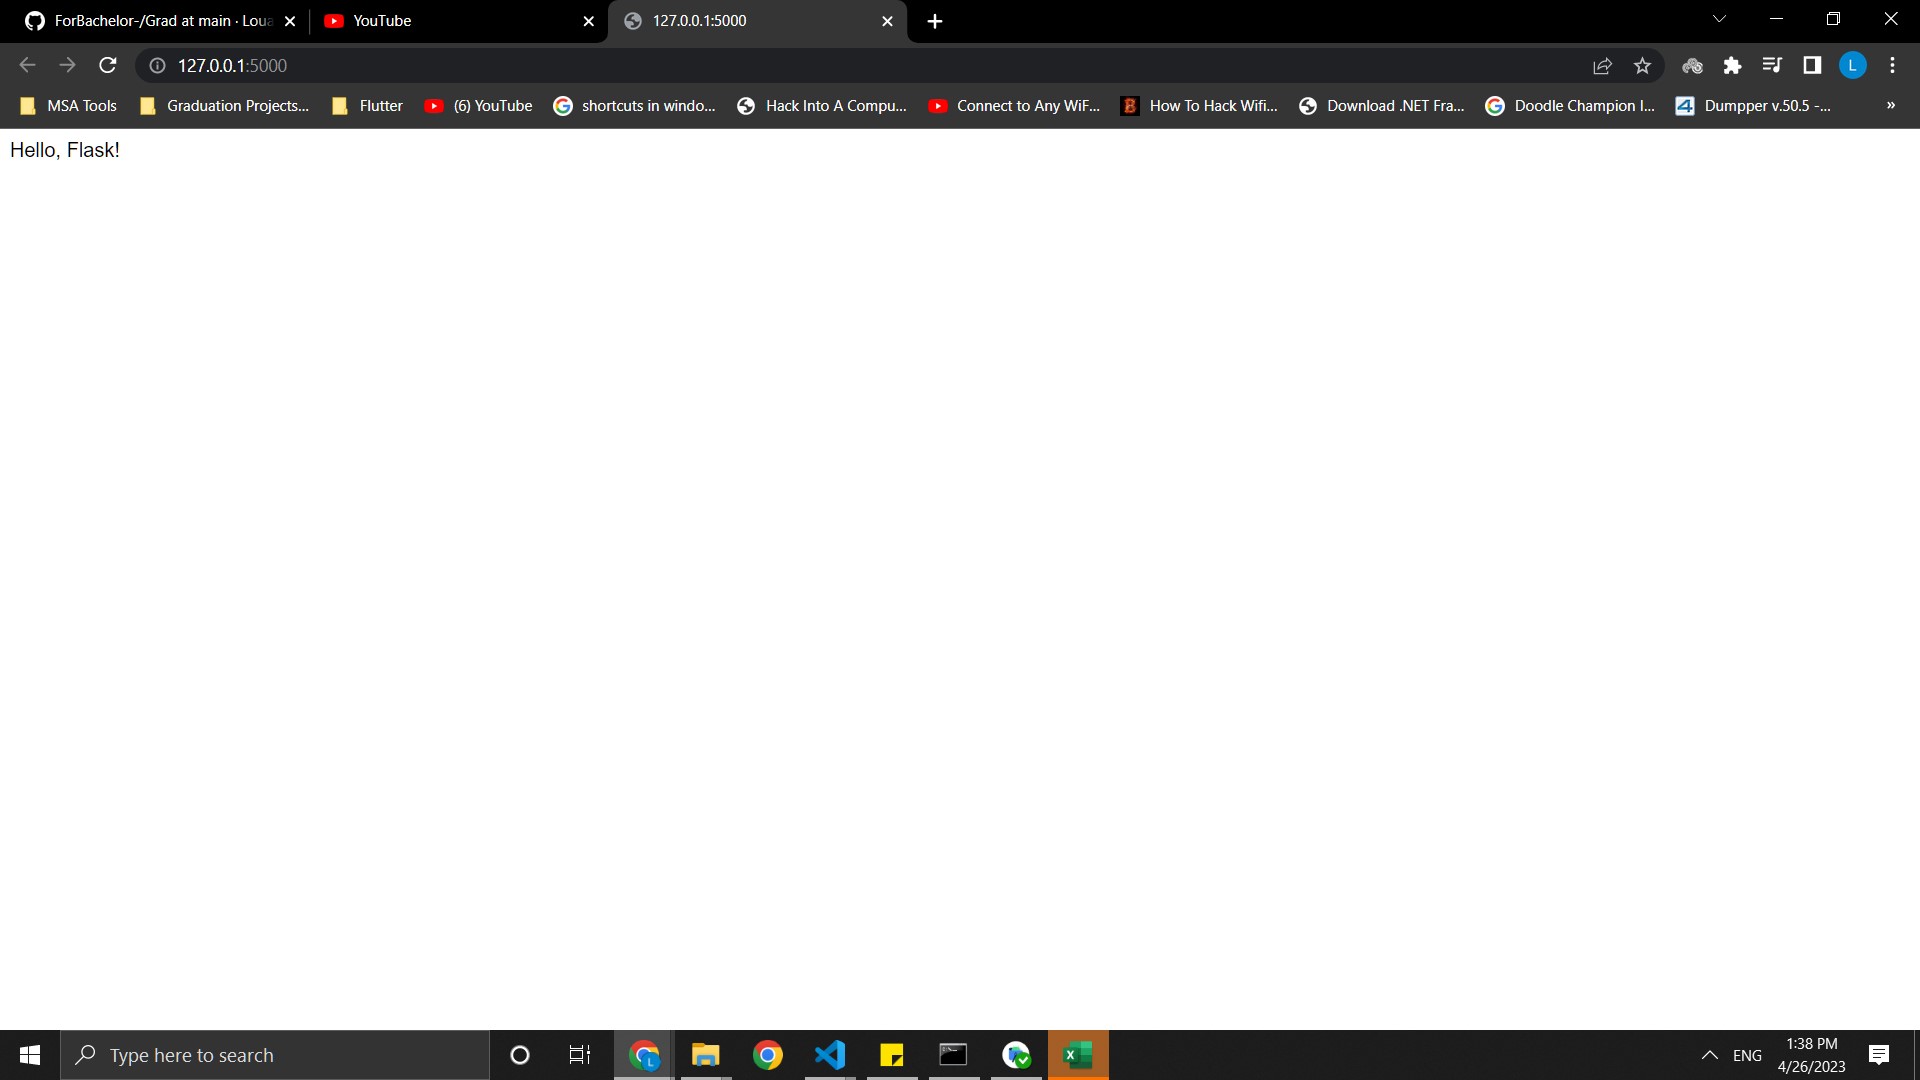 ForBachelor-/Grad at main · Loua
YouTube
127.0.0.1:5000
127.0.0.1:5000
L
MSA Tools
Graduation Projects...
Flutter
(6) YouTube
shortcuts in windo...
Hack Into A Compu...
Connect to Any WiF...
How To Hack Wifi...
Download .NET Fra...
Doodle Champion I...
Dumpper v.50.5 -...
»
Hello, Flask!
Type here to search
L
ENG
1:38 PM
4/26/2023